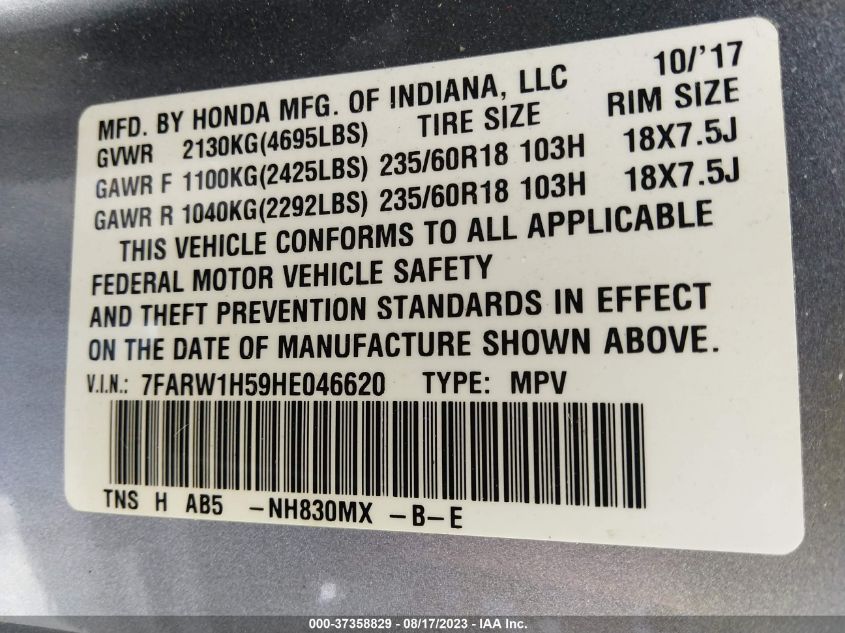 MFD. BY HONDA MFG. OF INDIANA, LLC 10/'17
GVWR 2130KG(4695LBS) TIRE SIZE RIM SIZE
GAWR F 1100KG(2425LBS) 235/60R18 103H 18X7.5J
GAWR R 1040KG(2292LBS) 235/60R18 103H 18X7.5J
THIS VEHICLE CONFORMS TO ALL APPLICABLE
FEDERAL MOTOR VEHICLE SAFETY
AND THEFT PREVENTION STANDARDS IN EFFECT
ON THE DATE OF MANUFACTURE SHOWN ABOVE.
V.I.N.: 7FARW1H59HE046620 TYPE: MPV
TNS H AB5 -NH830MX -B-E
000-37358829 - 08/17/2023 - IAA Inc.